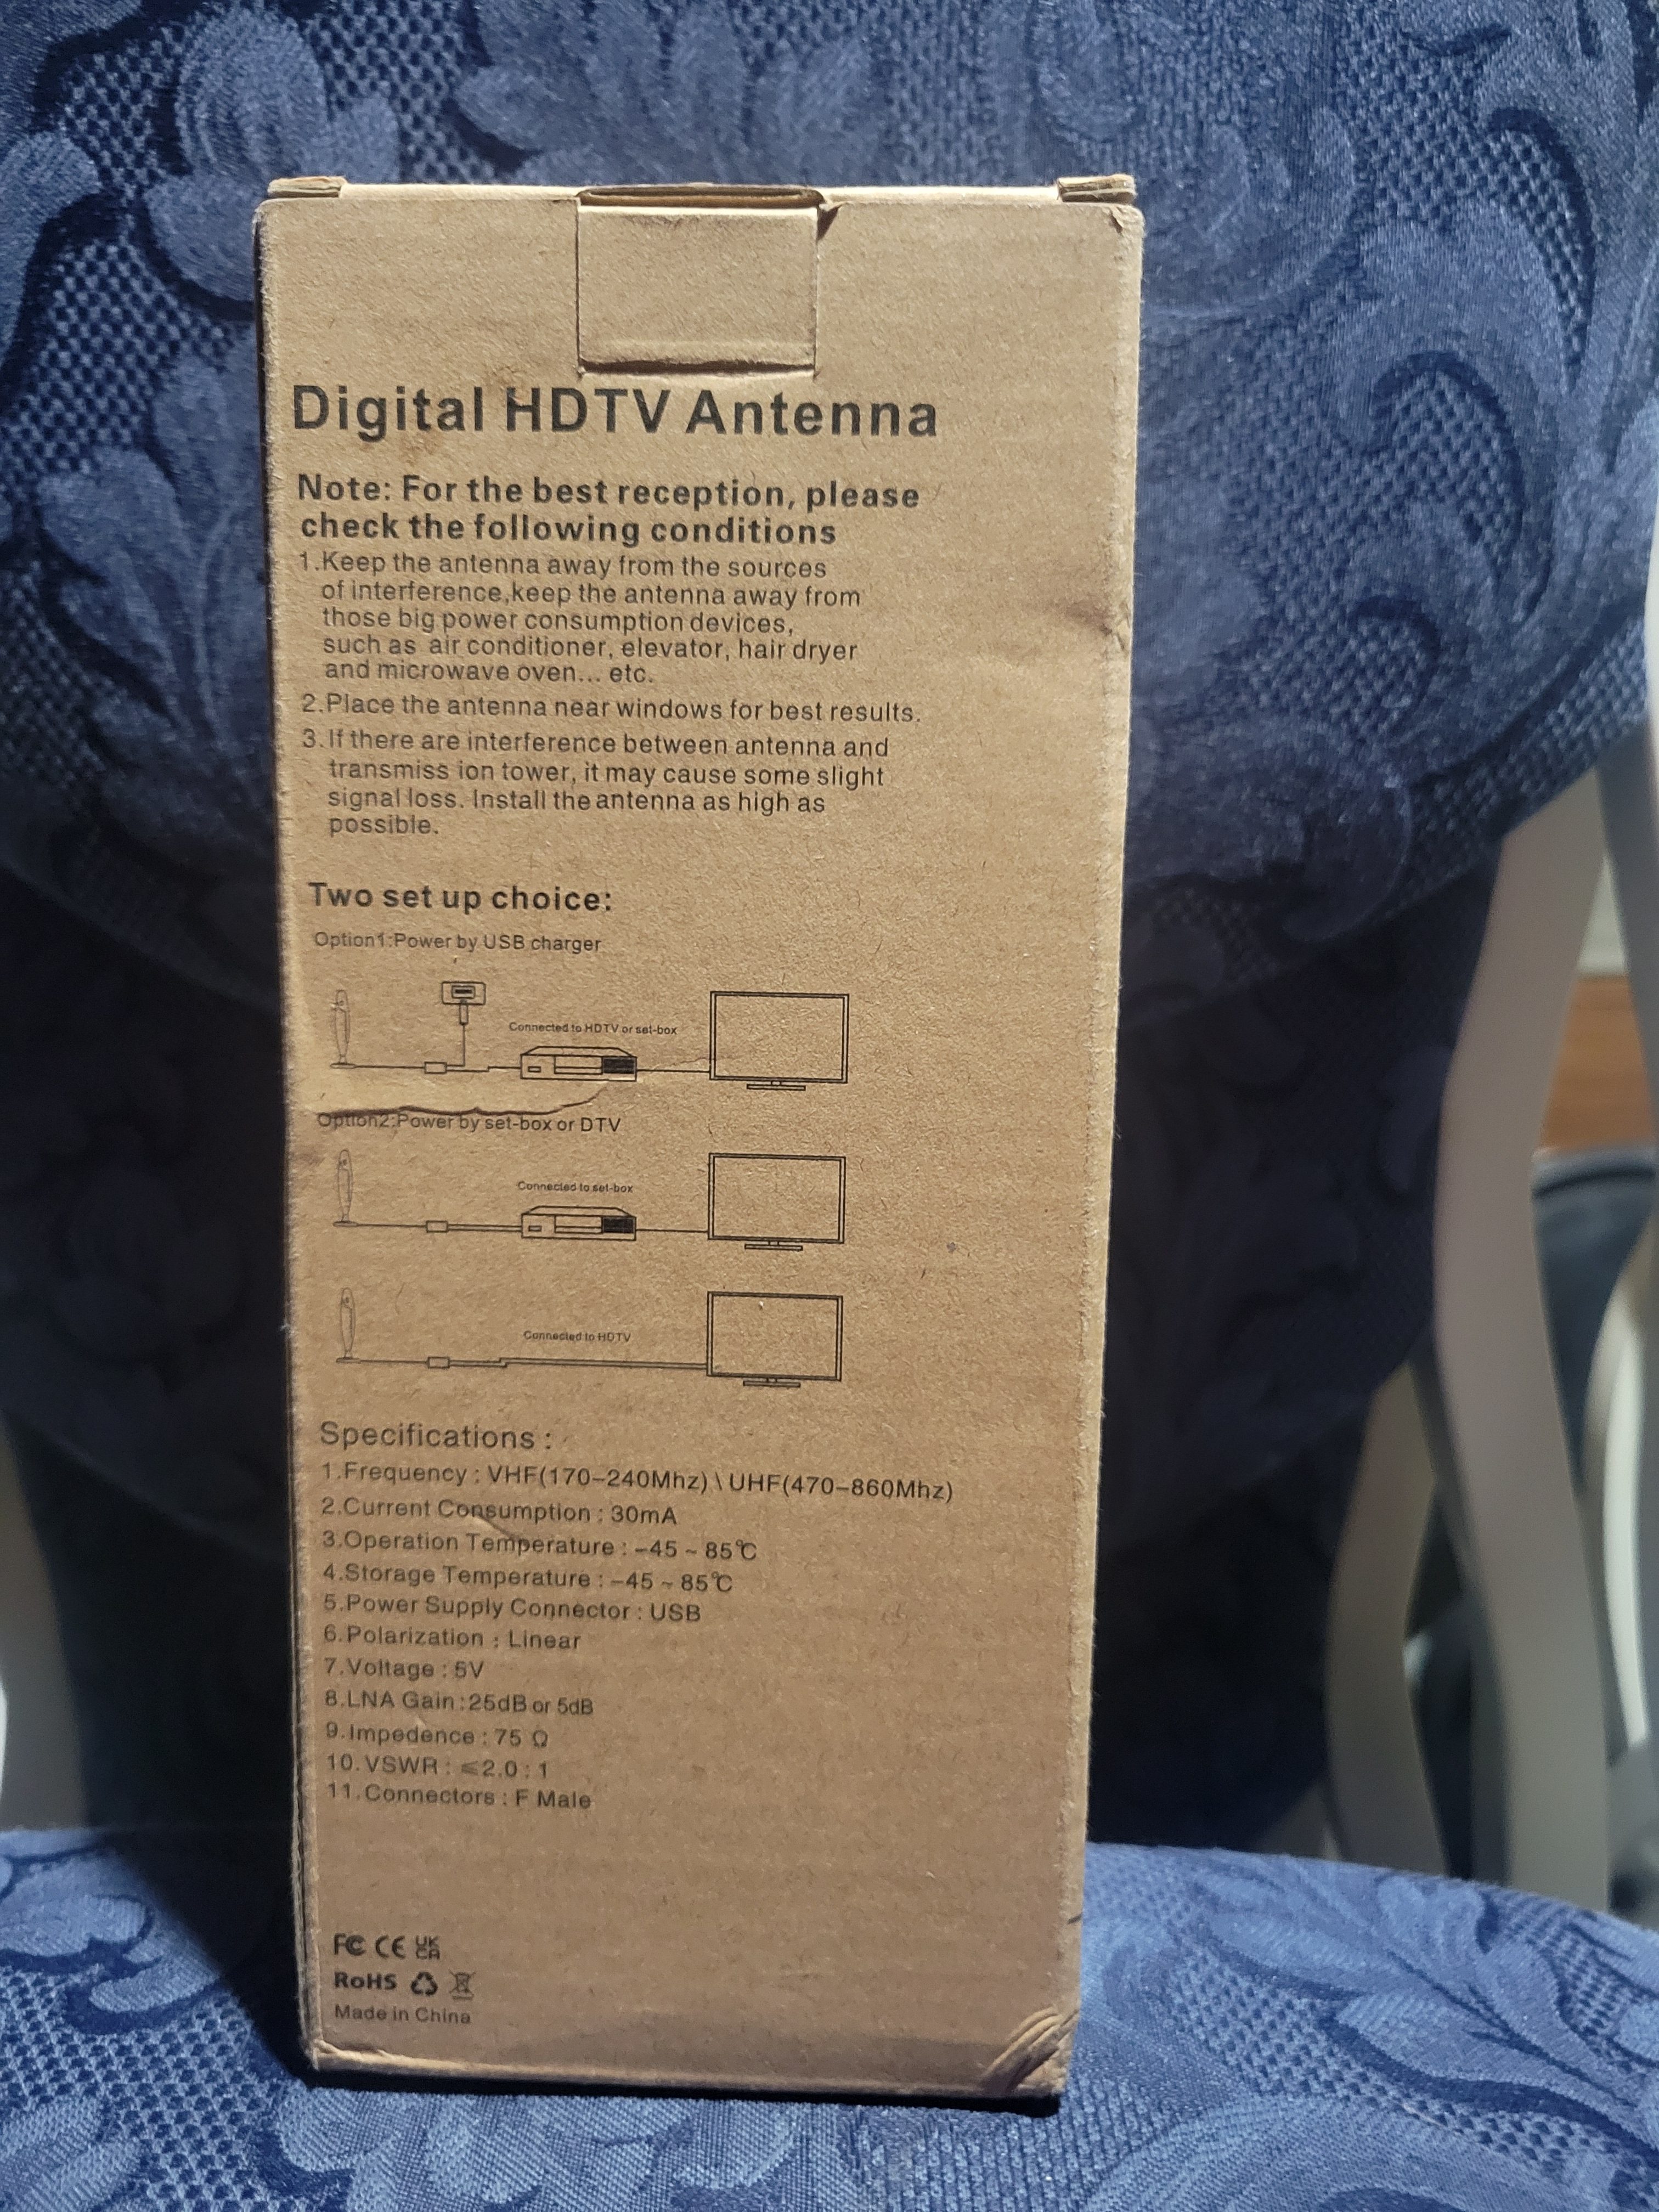 Digital HDTV Antenna
Note: For the best reception, please
check the following conditions
1.Keep the antenna away from the sources
of interference,keep the antenna away from
those big power consumption devices,
such as air conditioner, elevator, hair dryer
and microwave oven... etc.
2.Place the antenna near windows for best results.
3.If there are interference between antenna and
transmiss ion tower, it may cause some slight
signal loss. Install the antenna as high as
possible.
Two set up choice:
Option1:Power by USB charger
Connected to HDTV or set-box
Option2:Power by set-box or DTV
Connected to set-box
Connected to HDTV
Specifications :
1.Frequency : VHF(170–240Mhz) \ UHF(470–860Mhz)
2.Current Consumption : 30mA
3.Operation Temperature : –45 ~ 85℃
4.Storage Temperature : –45 ~ 85℃
5.Power Supply Connector : USB
6.Polarization : Linear
7.Voltage : 5V
8.LNA Gain :25dB or 5dB
9.Impedence : 75 Ω
10.VSWR : ≤2.0 : 1
11.Connectors : F Male
FC CE UK CA
RoHS
Made in China